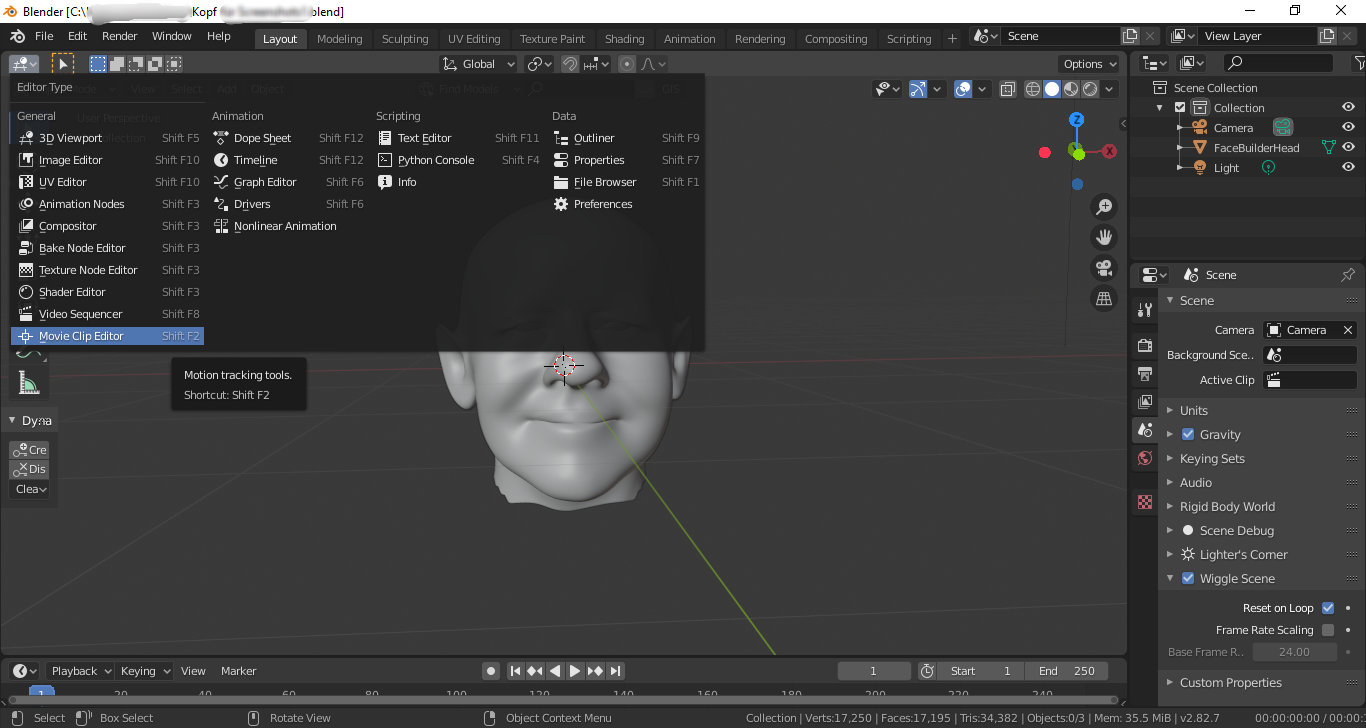 Blender [C:\ Kopf blend]
File Edit Render Window Help Layout Modeling Sculpting UV Editing Texture Paint Shading Animation Rendering Compositing Scripting + Scene View Layer
Global Options
Editor Type
General
3D Viewport Shift F5
Image Editor Shift F10
UV Editor Shift F10
Animation Nodes Shift F3
Compositor Shift F3
Bake Node Editor Shift F3
Texture Node Editor Shift F3
Shader Editor Shift F3
Video Sequencer Shift F8
Movie Clip Editor Shift F2
Animation
Dope Sheet Shift F12
Timeline Shift F12
Graph Editor Shift F6
Drivers Shift F6
Nonlinear Animation
Scripting
Text Editor Shift F11
Python Console Shift F4
Info
Data
Outliner Shift F9
Properties Shift F7
File Browser Shift F1
Preferences
Motion tracking tools.
Shortcut: Shift F2
Dyna
Cre
Dis
Clea
Z
X
Scene Collection
Collection
Camera
FaceBuilderHead
Light
Scene
Scene
Camera Camera
Background Sce..
Active Clip
Units
Gravity
Keying Sets
Audio
Rigid Body World
Scene Debug
Lighter's Corner
Wiggle Scene
Reset on Loop
Frame Rate Scaling
Base Frame R.. 24.00
Custom Properties
Playback Keying View Marker 1 Start 1 End 250
1 20 40 60 80 100 120 140 160 180 200 220 240
Select Box Select Rotate View Object Context Menu Collection | Verts:17,250 | Faces:17,195 | Tris:34,382 | Objects:0/3 | Mem: 35.5 MiB | v2.82.7 00:00:00:00 / 00:00: